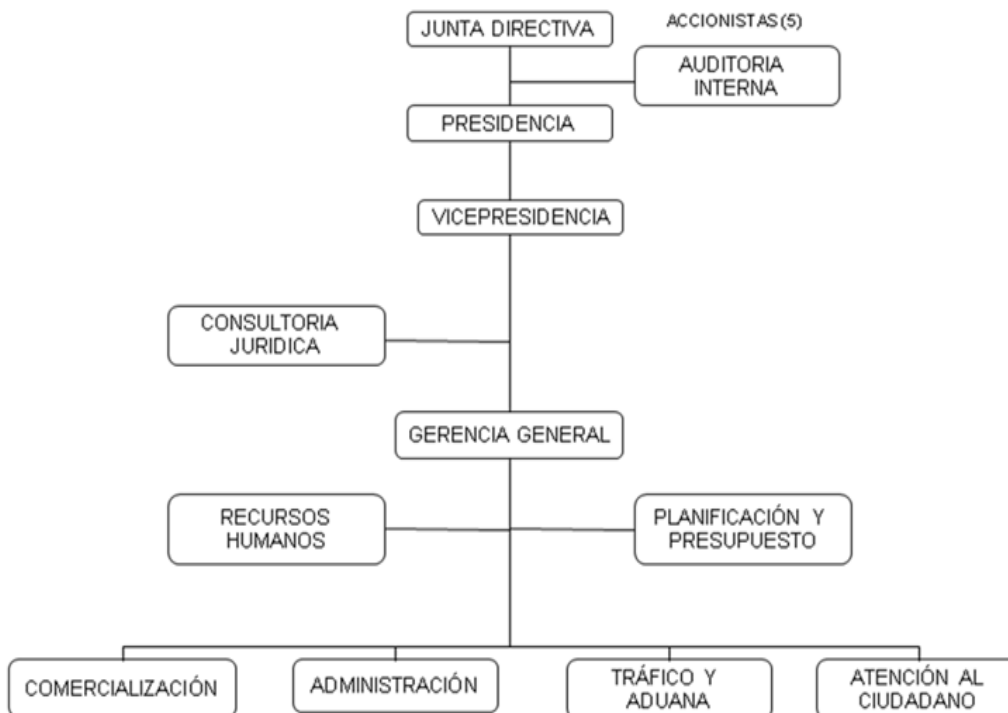 JUNTA DIRECTIVA
ACCIONISTAS(5)
AUDITORIA
INTERNA
PRESIDENCIA
VICEPRESIDENCIA
CONSULTORIA
JURIDICA
GERENCIA GENERAL
RECURSOS
HUMANOS
PLANIFICACIÓN Y
PRESUPUESTO
COMERCIALIZACIÓN
ADMINISTRACIÓN
TRÁFICO Y
ADUANA
ATENCIÓN AL
CIUDADANO